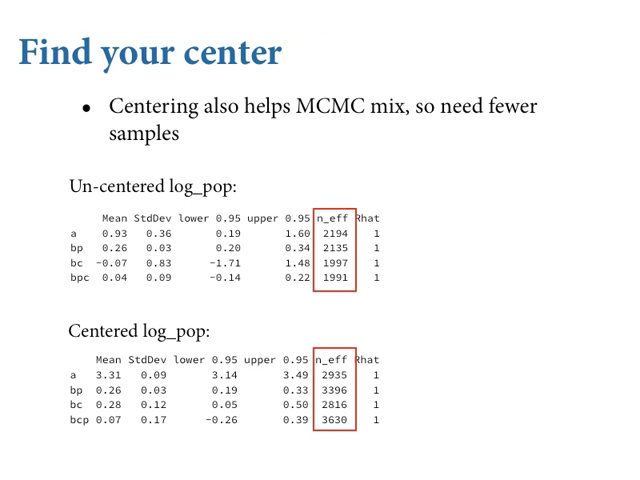 Find your center
• Centering also helps MCMC mix, so need fewer
samples
Un-centered log_pop:
Mean StdDev lower 0.95 upper 0.95 n_eff Rhat
a 0.93 0.36 0.19 1.60 2194 1
bp 0.26 0.03 0.20 0.34 2135 1
bc -0.07 0.83 -1.71 1.48 1997 1
bpc 0.04 0.09 -0.14 0.22 1991 1
Centered log_pop:
Mean StdDev lower 0.95 upper 0.95 n_eff Rhat
a 3.31 0.09 3.14 3.49 2935 1
bp 0.26 0.03 0.19 0.33 3396 1
bc 0.28 0.12 0.05 0.50 2816 1
bcp 0.07 0.17 -0.26 0.39 3630 1